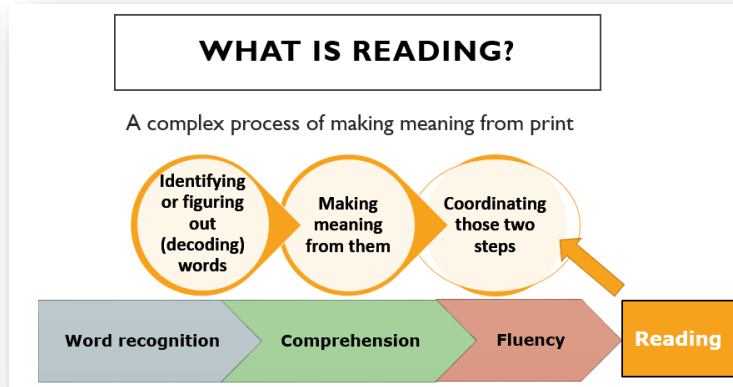 WHAT IS READING?
A complex process of making meaning from print
Identifying
or figuring
out
(decoding)
words
Making
meaning
from them
Coordinating
those two
steps
Word recognition
Comprehension
Fluency
Reading